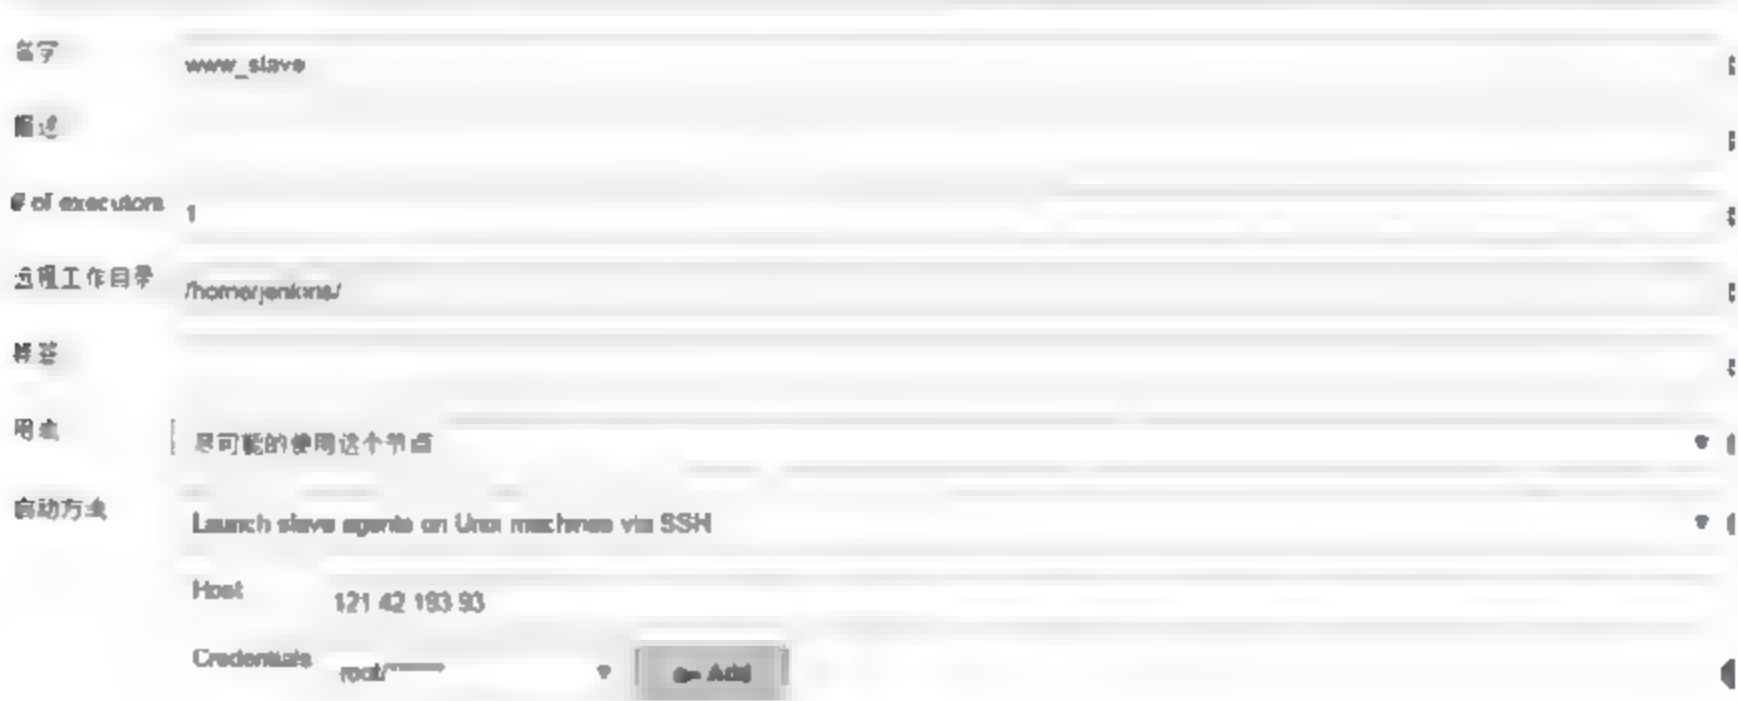 名字
www_slave
描述
# of executors
1
远程工作目录
/home/jenkins/
标签
用法
尽可能的使用这个节点
启动方法
Launch slave agents on Unix machines via SSH
Host
121.42.193.93
Credentials
root/******
Add